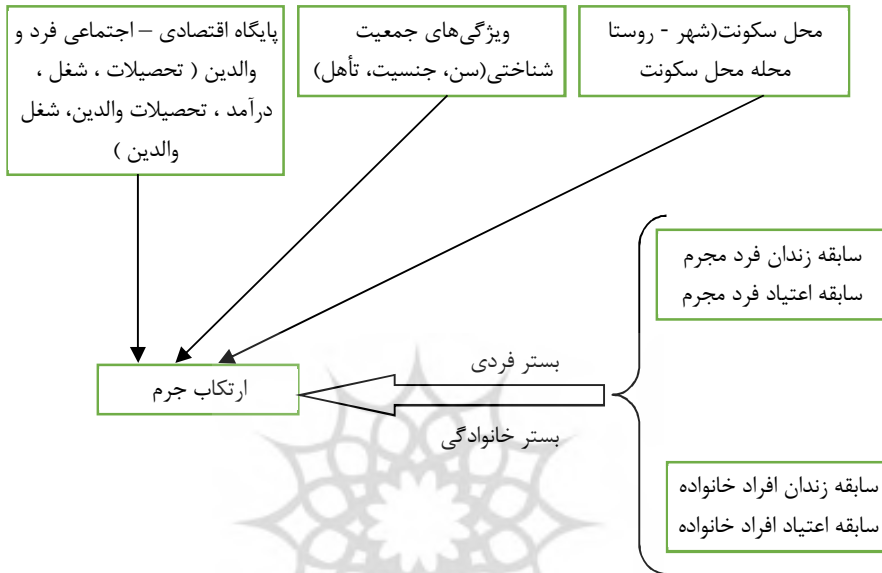 محل سکونت(شهر - روستا
محله محل سکونت
ویژگی‌های جمعیت
شناختی(سن، جنسیت، تأهل)
پایگاه اقتصادی – اجتماعی فرد و
والدین ( تحصیلات ، شغل ،
درآمد ، تحصیلات والدین، شغل
والدین )
سابقه زندان فرد مجرم
سابقه اعتیاد فرد مجرم
بستر فردی
ارتکاب جرم
بستر خانوادگی
سابقه زندان افراد خانواده
سابقه اعتیاد افراد خانواده